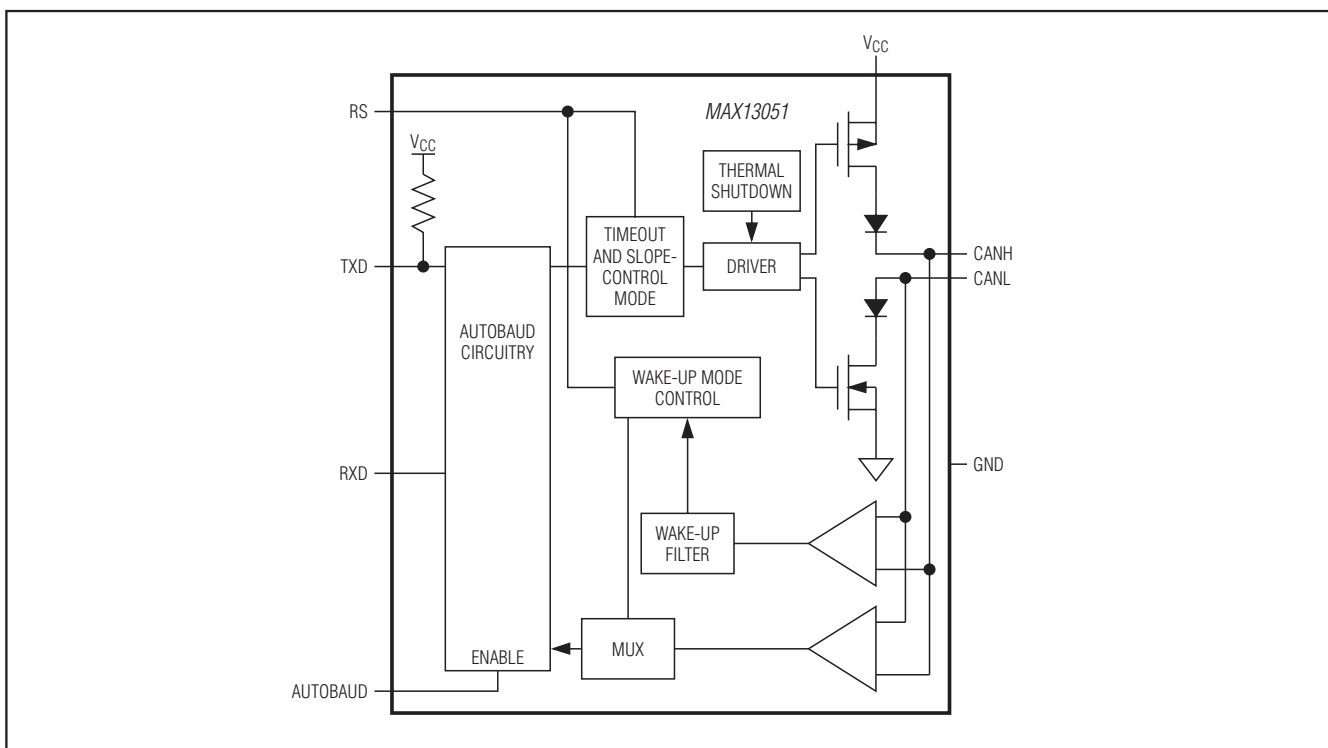 VCC
RS
MAX13051
VCC
THERMAL
SHUTDOWN
TIMEOUT
AND SLOPE-
CONTROL
MODE
DRIVER
CANH
TXD
CANL
AUTOBAUD
CIRCUITRY
WAKE-UP MODE
CONTROL
RXD
GND
WAKE-UP
FILTER
MUX
ENABLE
AUTOBAUD